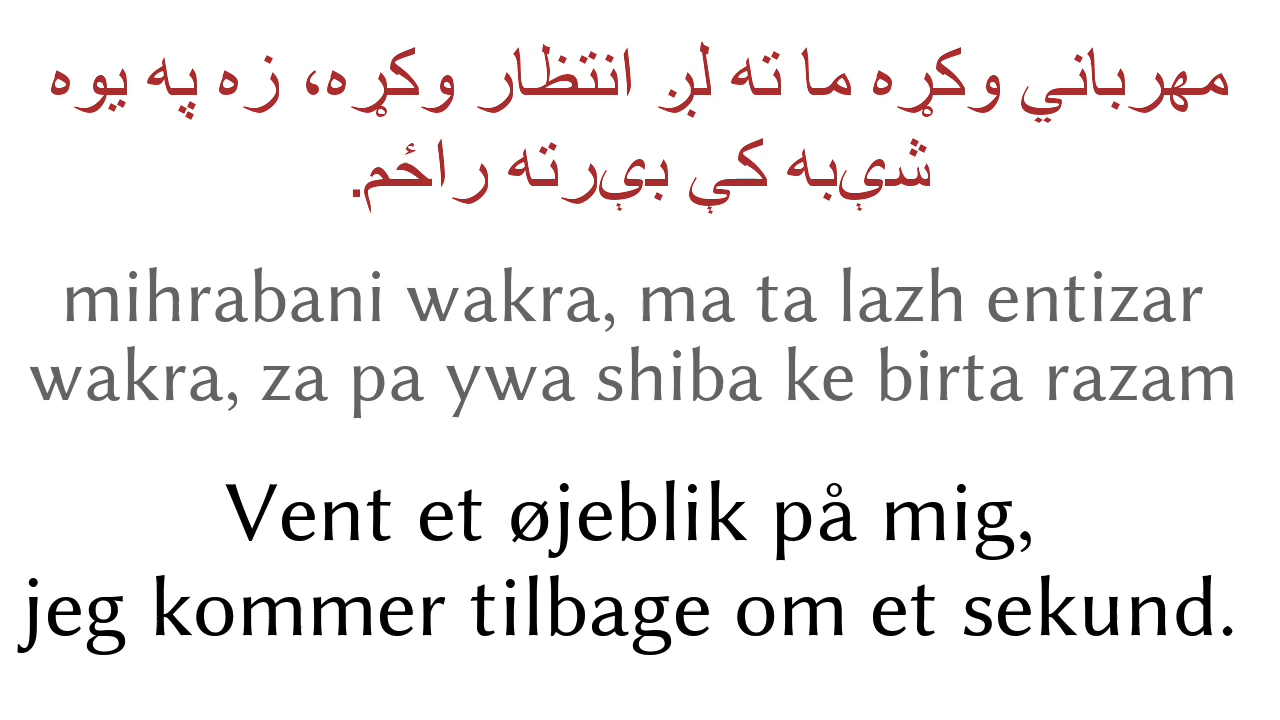 مهرباني وکړه ما ته لږ انتظار وکړه، زه په یوه
شېبه کې بېرته راځم.
mihrabani wakra, ma ta lazh entizar
wakra, za pa ywa shiba ke birta razam
Vent et øjeblik på mig,
jeg kommer tilbage om et sekund.